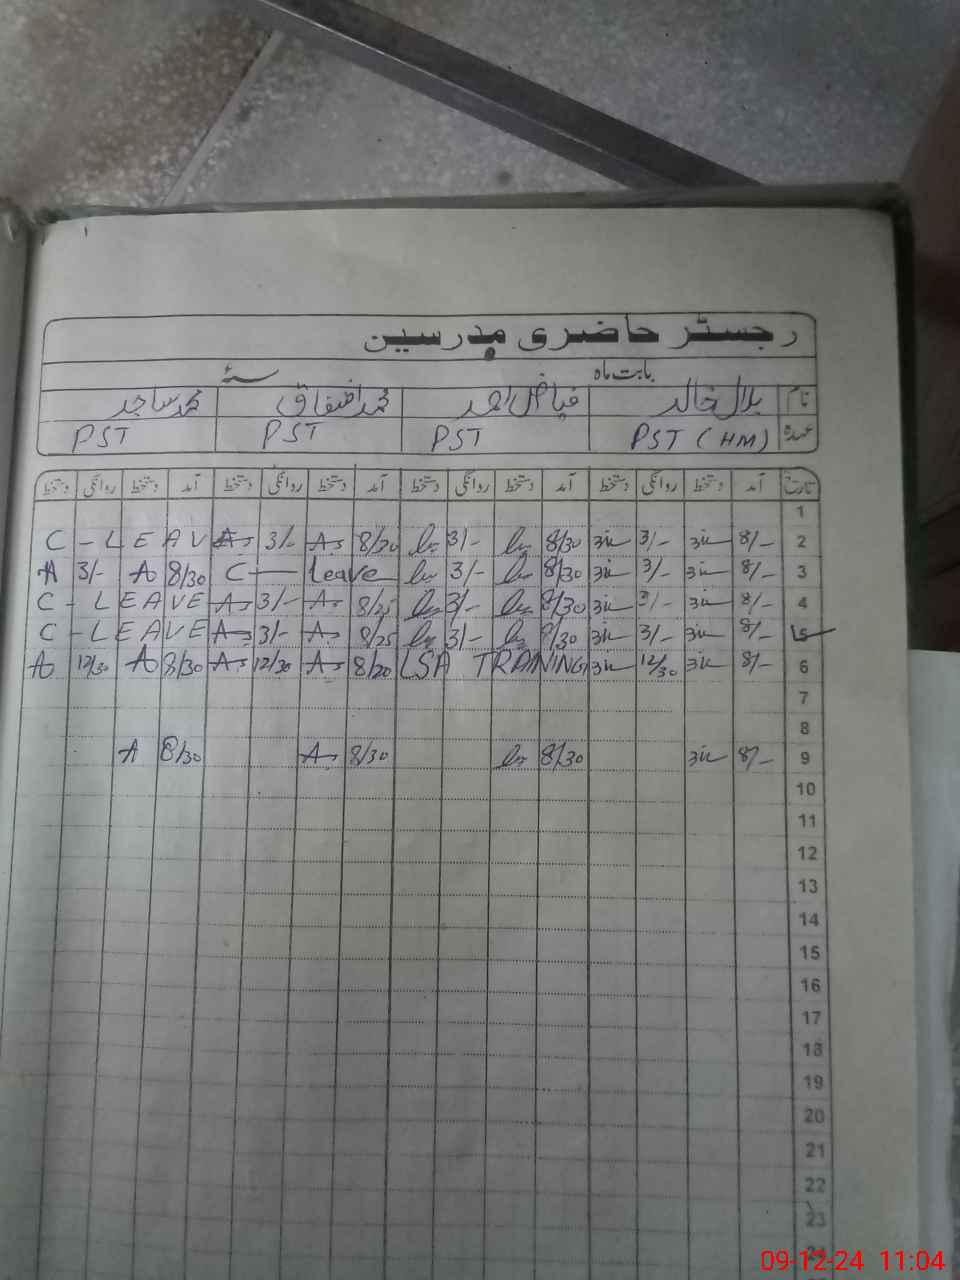 رجسٹر حاضری مدرسین
بابت ماہ سنہ
نام بلال خالد فیاض احمد محمد اشفاق محمد ساجد
عہدہ PST (HM) PST PST PST
تاریخ آمد دستخط روانگی دستخط آمد دستخط روانگی دستخط آمد دستخط روانگی دستخط آمد دستخط روانگی دستخط
1
C - LEAV 3/- 8/20 3/- 8/30 3/- 8/- 2
A 3/- A 8/30 C — Leave 3/- 8/30 3/- 8/- 3
C - LEAVE 3/- 8/25 3/- 8/30 3/- 8/- 4
C - LEAVE 3/- 8/25 3/- 8/30 3/- 8/- 5
A 12/30 A 8/30 12/30 8/20 LSA TRAINING 12/30 8/- 6
7
8
A 8/30 8/30 8/30 8/- 9
10
11
12
13
14
15
16
17
18
19
20
21
22
23
24
09-12-24 11:04